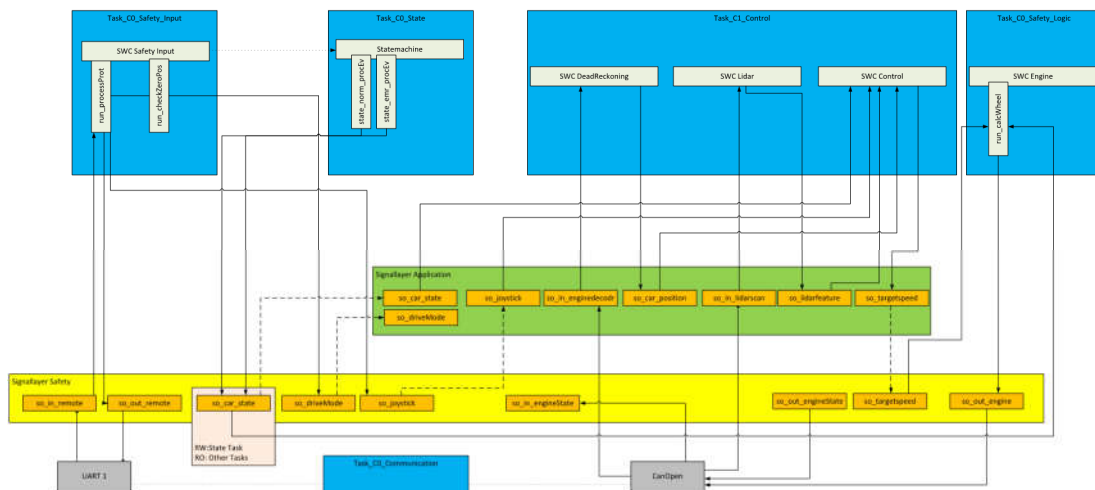 Task_C0_Safety_Input
Task_C0_State
Task_C1_Control
Task_C0_Safety_Logic
SWC Safety Input
Statemachine
SWC DeadReckoning
SWC Lidar
SWC Control
SWC Engine
run_processProt
run_checkZeroPos
state_norm_procEv
state_emr_procEv
run_calcWheel
Signallayer Application
so_car_state
so_joystick
so_in_enginedecodr
so_car_position
so_in_lidarscan
so_lidarfeature
so_targetspeed
so_driveMode
Signallayer Safety
so_in_remote
so_out_remote
so_car_state
so_driveMode
so_joystick
so_in_engineState
so_out_engineState
so_targetspeed
so_out_engine
RW:State Task
RO: Other Tasks
UART 1
Task_C0_Communication
CanOpen